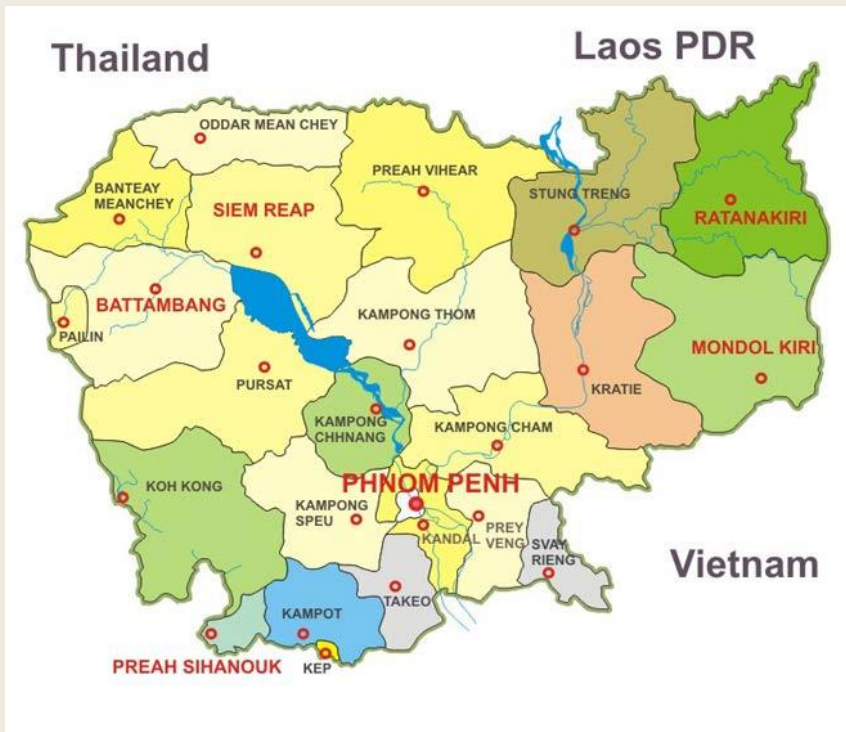 Thailand
Laos PDR
ODDAR MEAN CHEY
PREAH VIHEAR
BANTEAY
MEANCHEY
STUNG TRENG
SIEM REAP
RATANAKIRI
BATTAMBANG
KAMPONG THOM
PAILIN
MONDOL KIRI
PURSAT
KRATIE
KAMPONG
CHHNANG
KAMPONG CHAM
PHNOM PENH
KOH KONG
KAMPONG
SPEU
KANDAL
PREY
VENG
SVAY
RIENG
Vietnam
TAKEO
KAMPOT
PREAH SIHANOUK
KEP